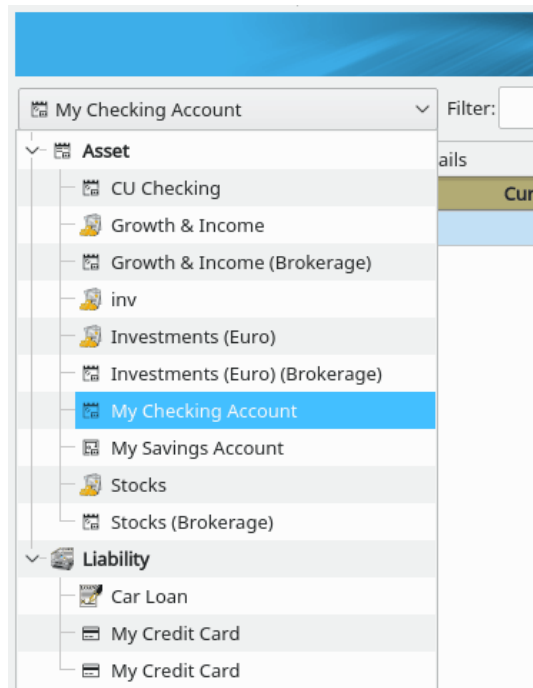 My Checking Account
Filter:
Asset
ails
CU Checking
Cur
Growth & Income
Growth & Income (Brokerage)
inv
Investments (Euro)
Investments (Euro) (Brokerage)
My Checking Account
My Savings Account
Stocks
Stocks (Brokerage)
Liability
Car Loan
My Credit Card
My Credit Card